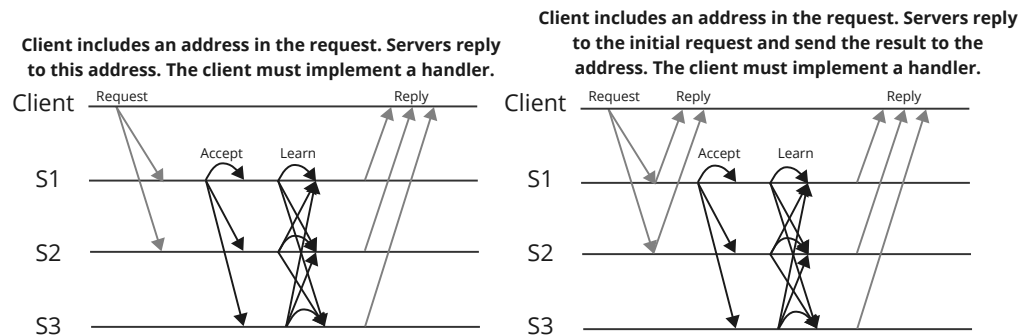 Client includes an address in the request. Servers reply
to this address. The client must implement a handler.
Client
Request
Reply
Accept
Learn
S1
S2
S3
Client includes an address in the request. Servers reply
to the initial request and send the result to the
address. The client must implement a handler.
Client
Request
Reply
Reply
Accept
Learn
S1
S2
S3